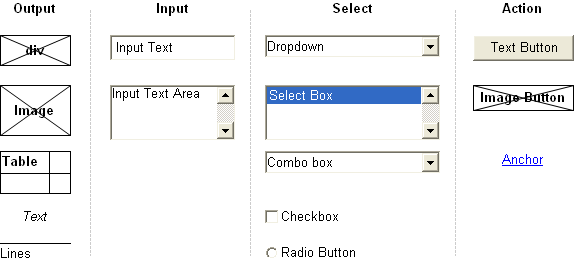 Output
Input
Select
Action
div
Input Text
Dropdown
Text Button
Image
Input Text Area
Select Box
Image Button
Table
Combo box
Anchor
Text
Checkbox
Lines
Radio Button